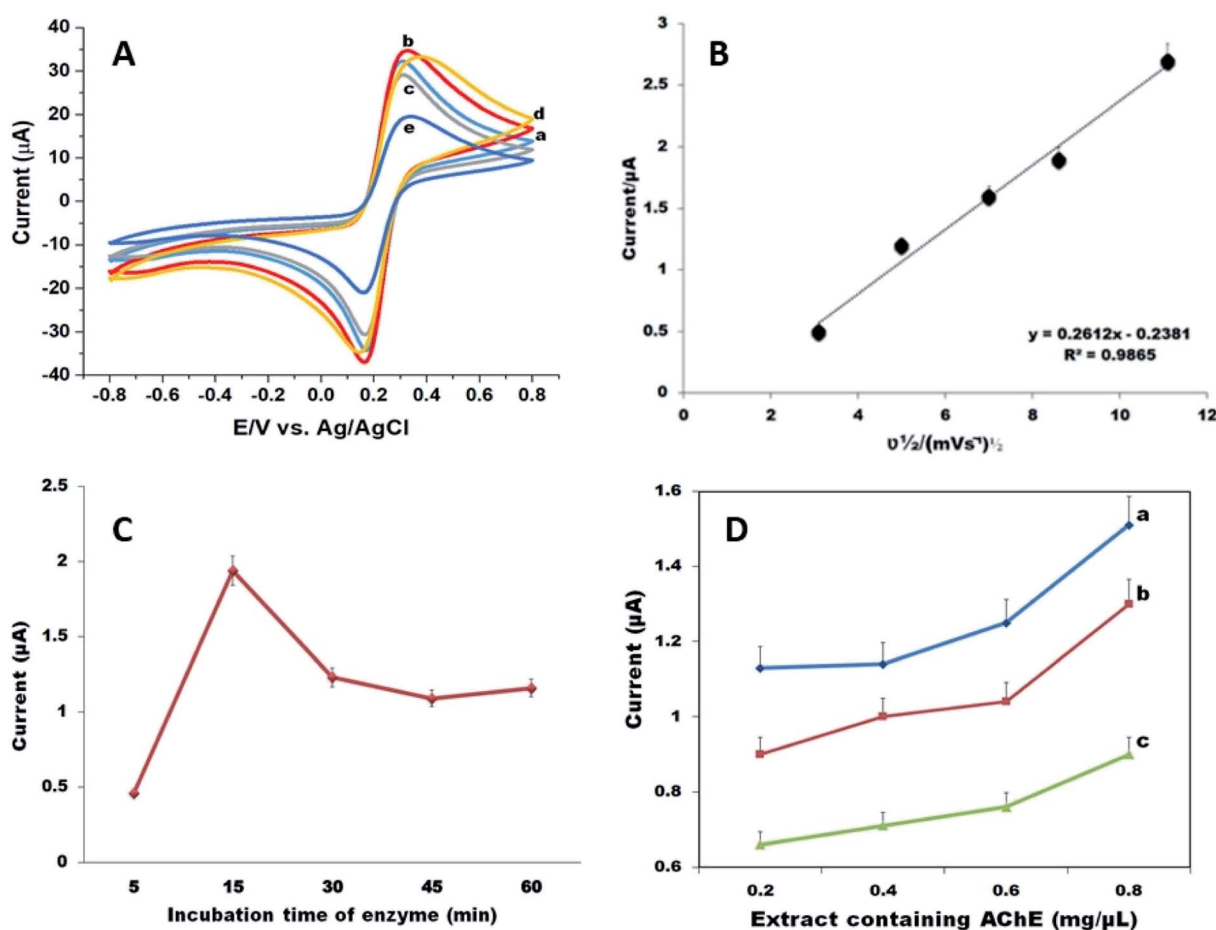 A
40
30
20
10
0
-10
-20
-30
-40
Current (μA)
b
c
d
a
e
-0.8 -0.6 -0.4 -0.2 0.0 0.2 0.4 0.6 0.8
E/V vs. Ag/AgCl
B
3
2.5
2
1.5
1
0.5
0
Current/μA
y = 0.2612x - 0.2381
R² = 0.9865
0 2 4 6 8 10 12
υ½/(mVs⁻¹)½
C
2.5
2
1.5
1
0.5
0
Current (μA)
5 15 30 45 60
Incubation time of enzyme (min)
D
1.6
1.4
1.2
1
0.8
0.6
Current (μA)
a
b
c
0.2 0.4 0.6 0.8
Extract containing AChE (mg/μL)